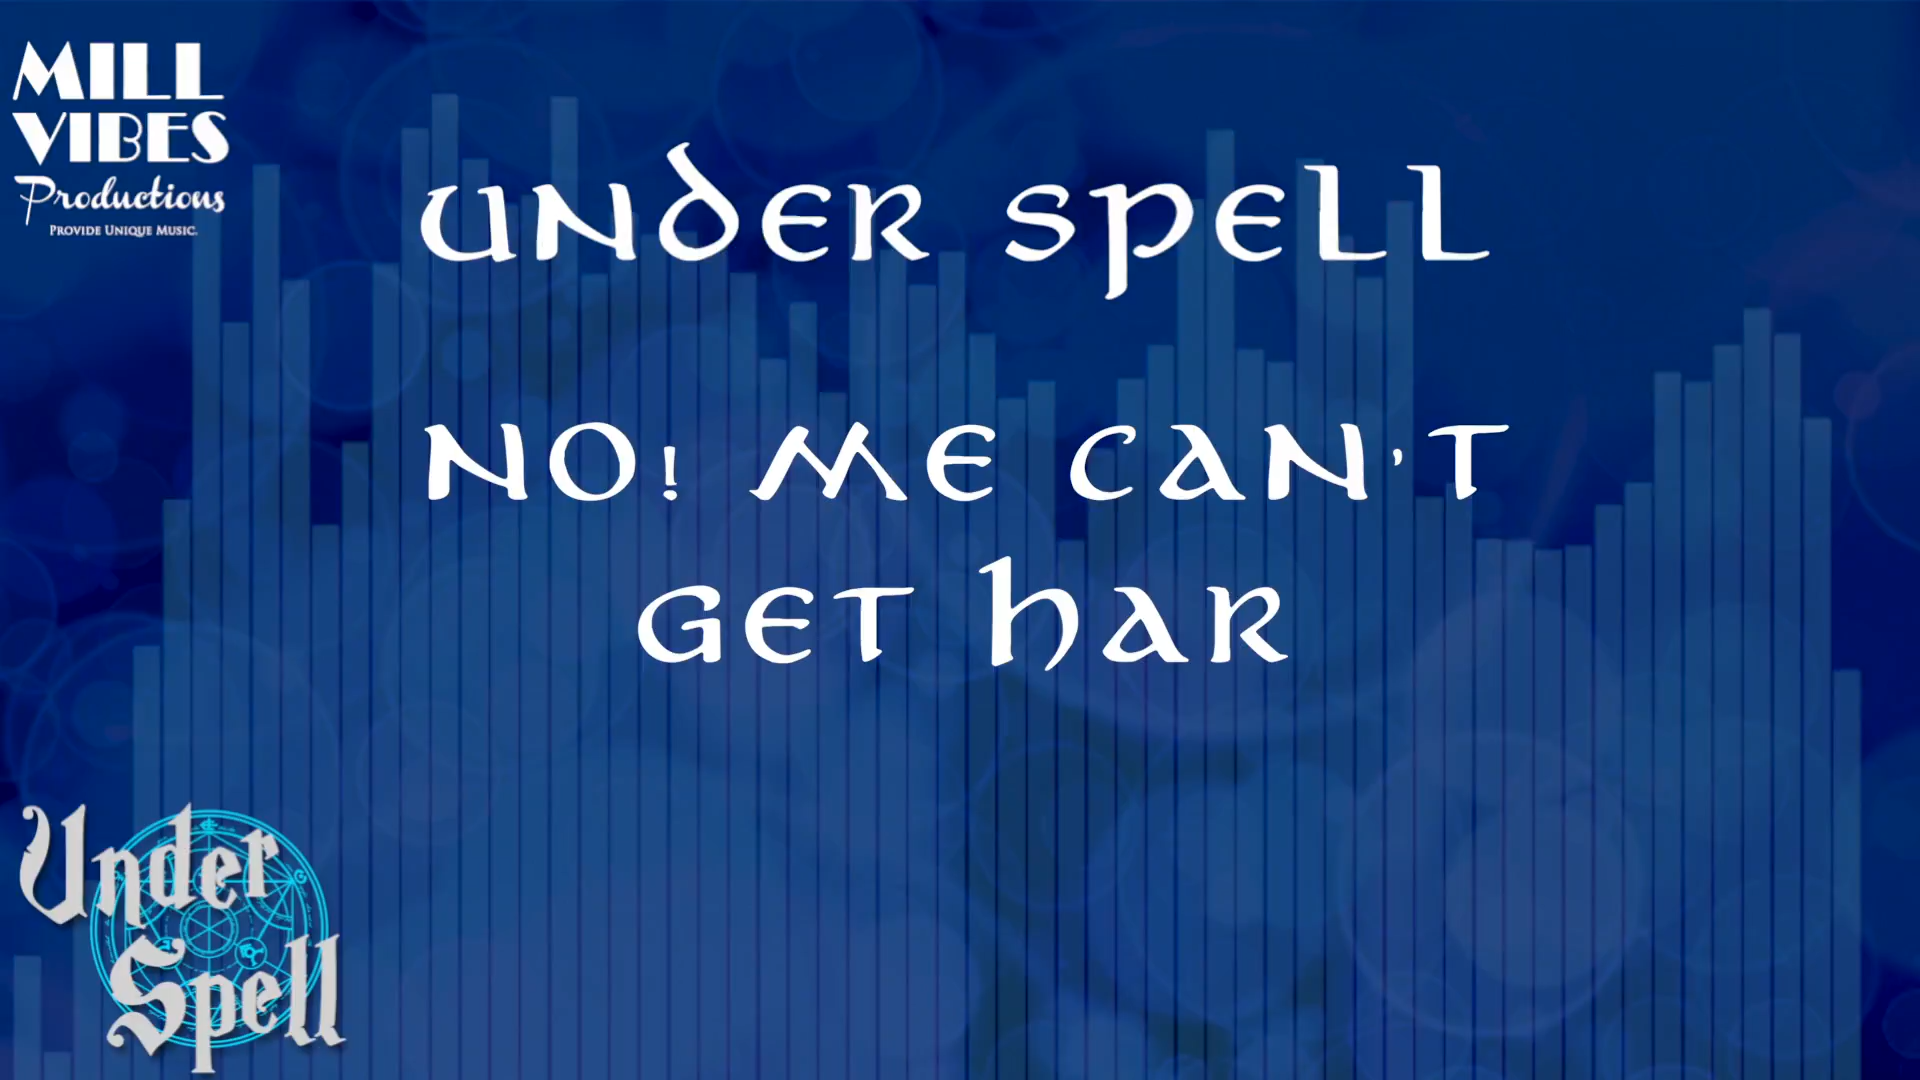 MILL
VIBES
Productions
PROVIDE UNIQUE MUSIC.
UNDER SPELL
NO! ME CAN'T
GET HAR
Under
Spell